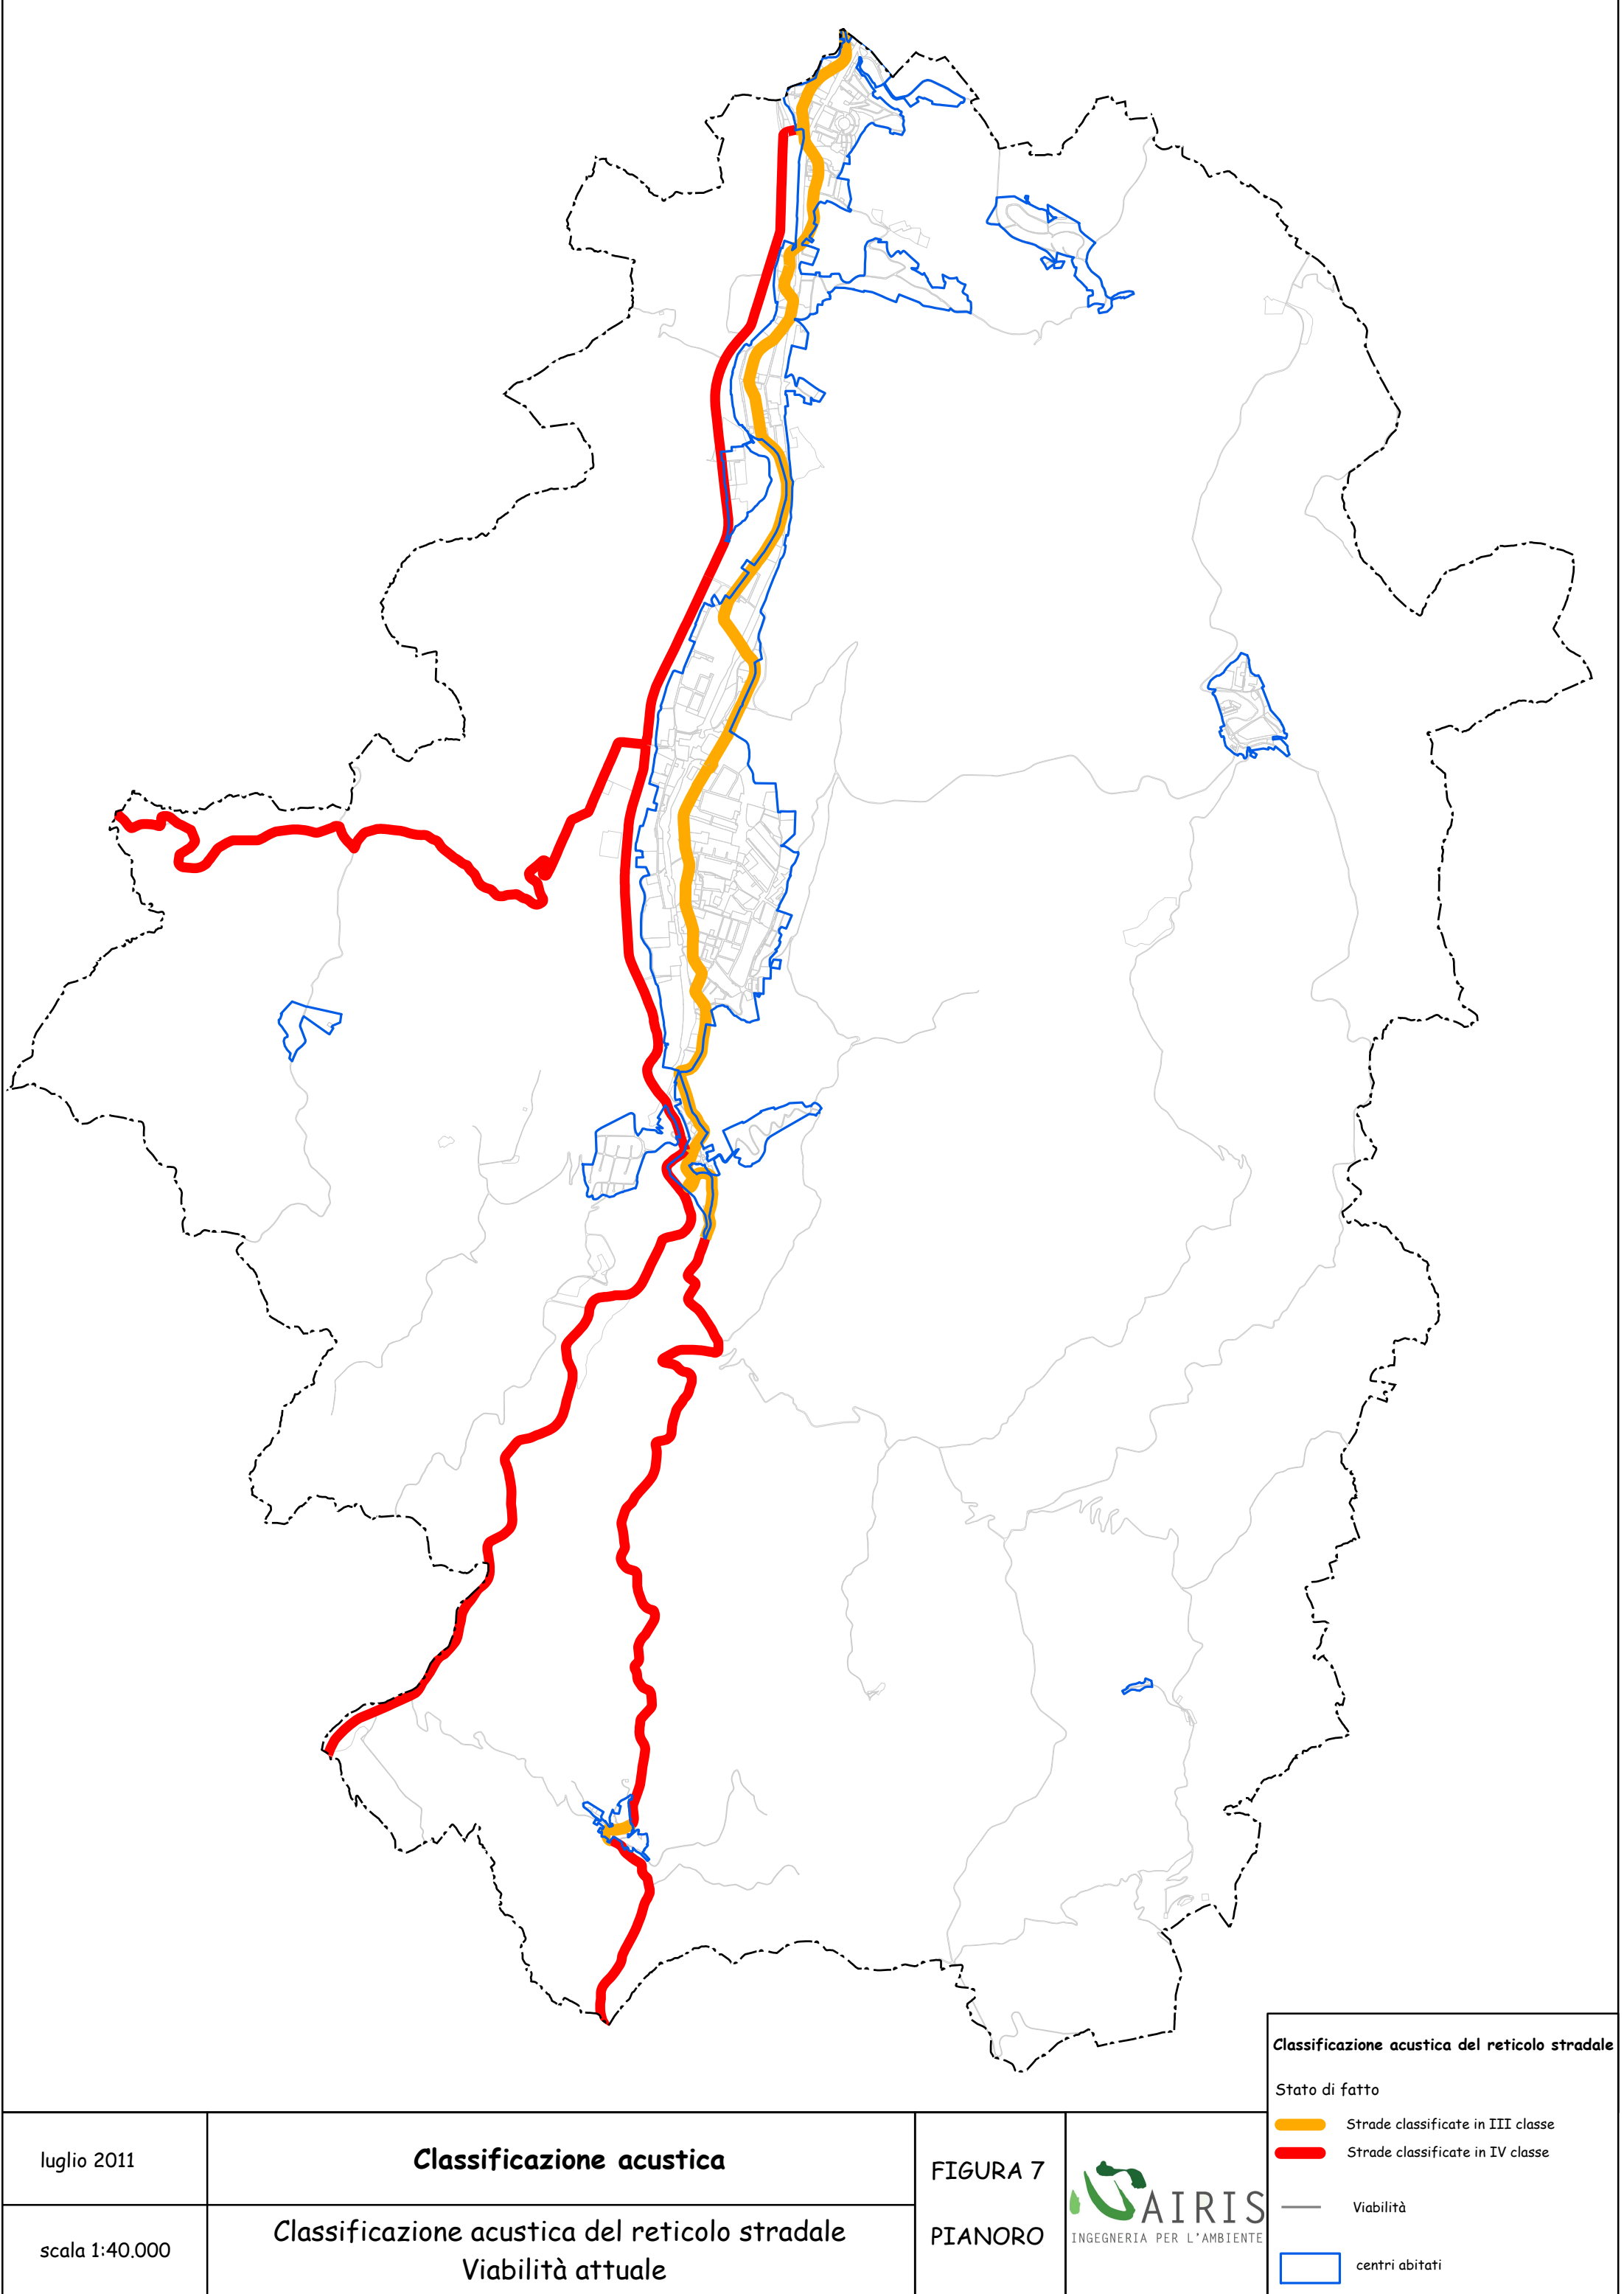 Classificazione acustica del reticolo stradale
Stato di fatto
Strade classificate in III classe
Strade classificate in IV classe
Viabilità
centri abitati
luglio 2011
scala 1:40.000
Classificazione acustica
Classificazione acustica del reticolo stradale
Viabilità attuale
FIGURA 7
PIANORO
AIRIS
INGEGNERIA PER L'AMBIENTE